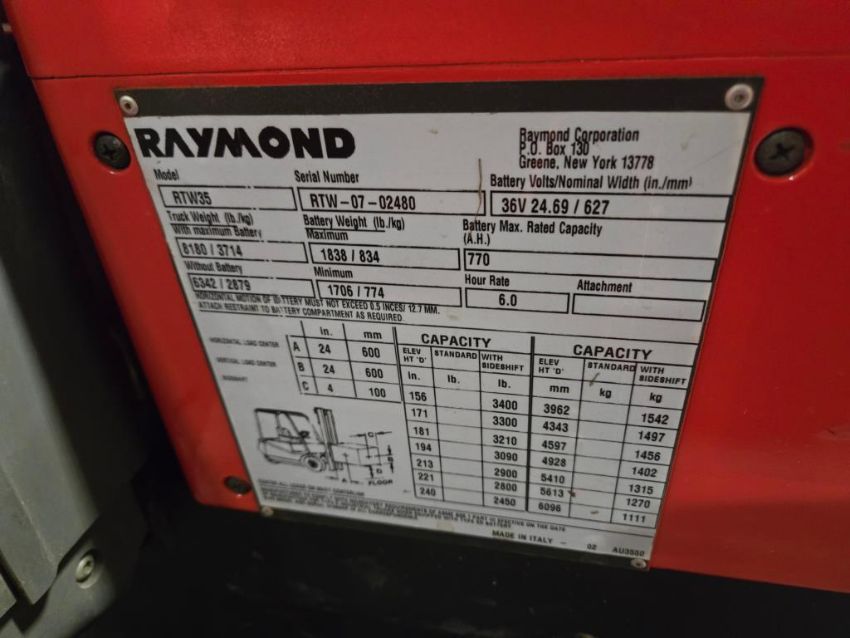 RAYMOND
Raymond Corporation
P.O. Box 130
Greene, New York 13778
Model
RTW35
Serial Number
RTW-07-02480
Battery Volts/Nominal Width (in./mm)
36V 24.69 / 627
Truck Weight (lb./kg)
With maximum Battery
8180 / 3714
Battery Weight (lb./kg)
Maximum
1838 / 834
Battery Max. Rated Capacity
(A.H.)
770
Without Battery
6342 / 2879
Minimum
1706 / 774
Hour Rate
6.0
Attachment
HORIZONTAL MOTION OF BATTERY MUST NOT EXCEED 0.5 INCES/ 12.7 MM.
ATTACH RESTRAINT TO BATTERY COMPARTMENT AS REQUIRED.
in. mm
HORIZONTAL LOAD CENTER A 24 600
VERTICAL LOAD CENTER B 24 600
C 4 100
CAPACITY CAPACITY
ELEV HT 'D' STANDARD WITH SIDESHIFT ELEV HT 'D' STANDARD WITH SIDESHIFT
in. lb. lb. mm kg kg
156 3400 3962 1542
171 3300 4343 1497
181 3210 4597 1456
194 3090 4928 1402
213 2900 5410 1315
221 2800 5613 1270
240 2450 6096 1111
A
FLOOR
MADE IN ITALY - 02 AU3550